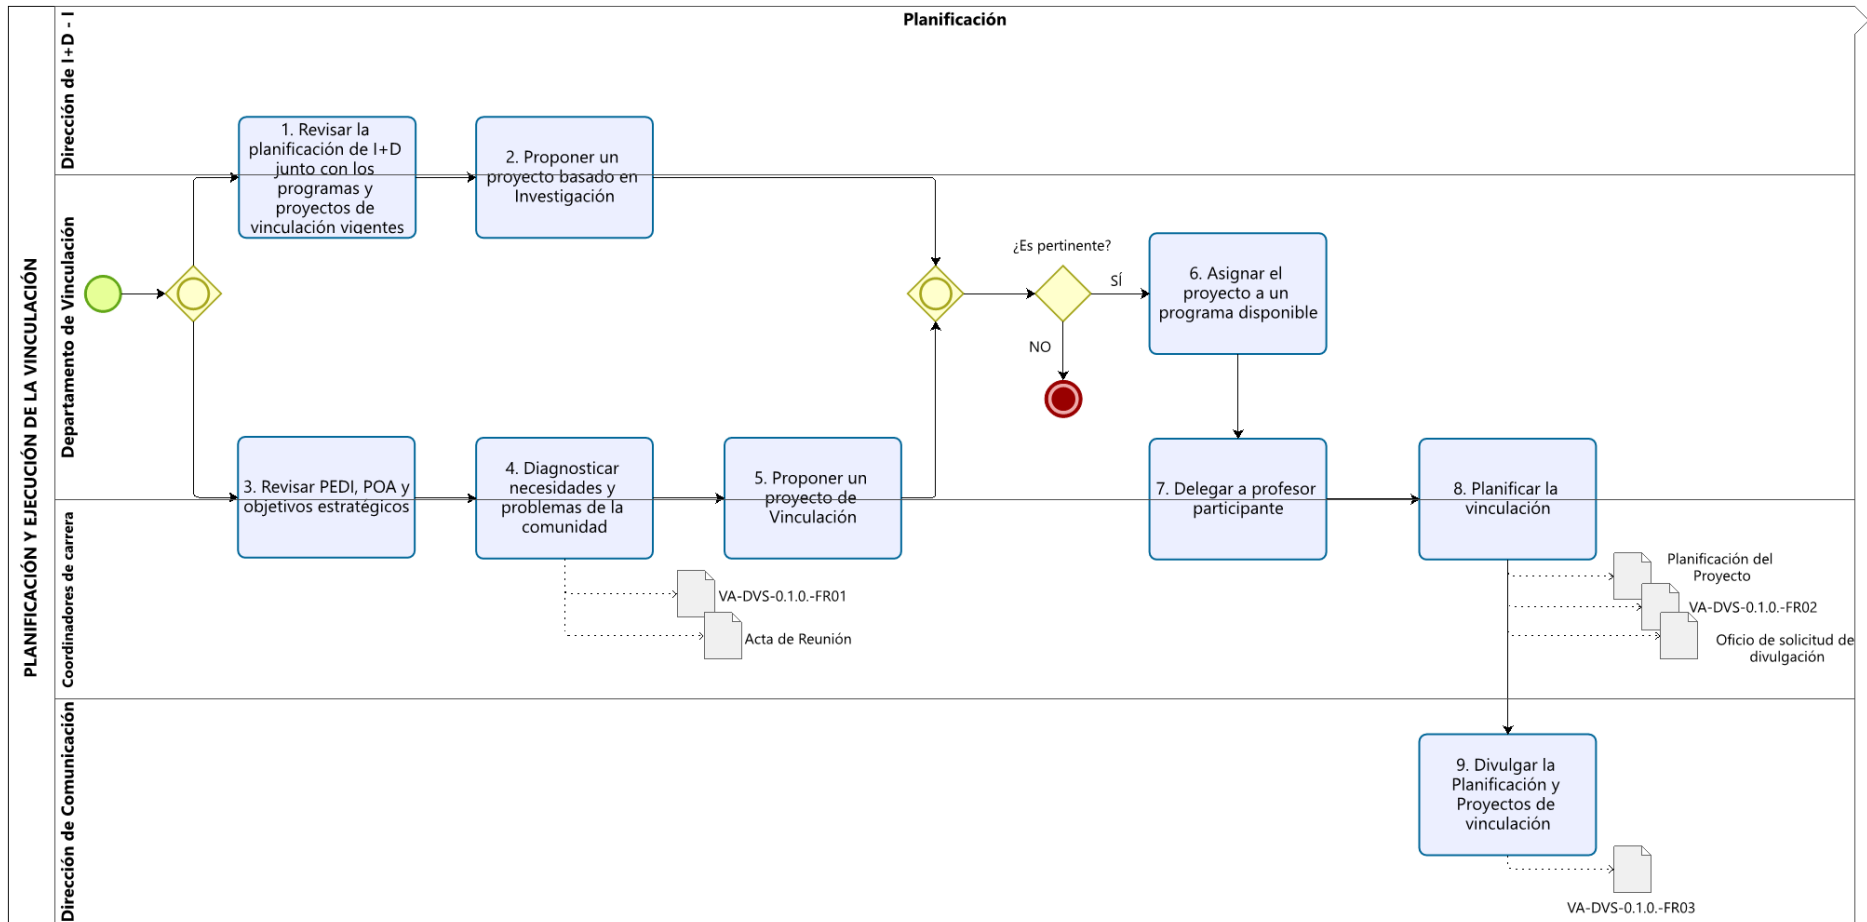 Planificación
PLANIFICACIÓN Y EJECUCIÓN DE LA VINCULACIÓN
Dirección de I+D - I
Departamento de Vinculación
Coordinadores de carrera
Dirección de Comunicación
1. Revisar la
planificación de I+D
junto con los
programas y
proyectos de
vinculación vigentes
2. Proponer un
proyecto basado en
Investigación
3. Revisar PEDI, POA y
objetivos estratégicos
4. Diagnosticar
necesidades y
problemas de la
comunidad
5. Proponer un
proyecto de
Vinculación
VA-DVS-0.1.0.-FR01
Acta de Reunión
¿Es pertinente?
SÍ
NO
6. Asignar el
proyecto a un
programa disponible
7. Delegar a profesor
participante
8. Planificar la
vinculación
Planificación del
Proyecto
VA-DVS-0.1.0.-FR02
Oficio de solicitud de
divulgación
9. Divulgar la
Planificación y
Proyectos de
vinculación
VA-DVS-0.1.0.-FR03